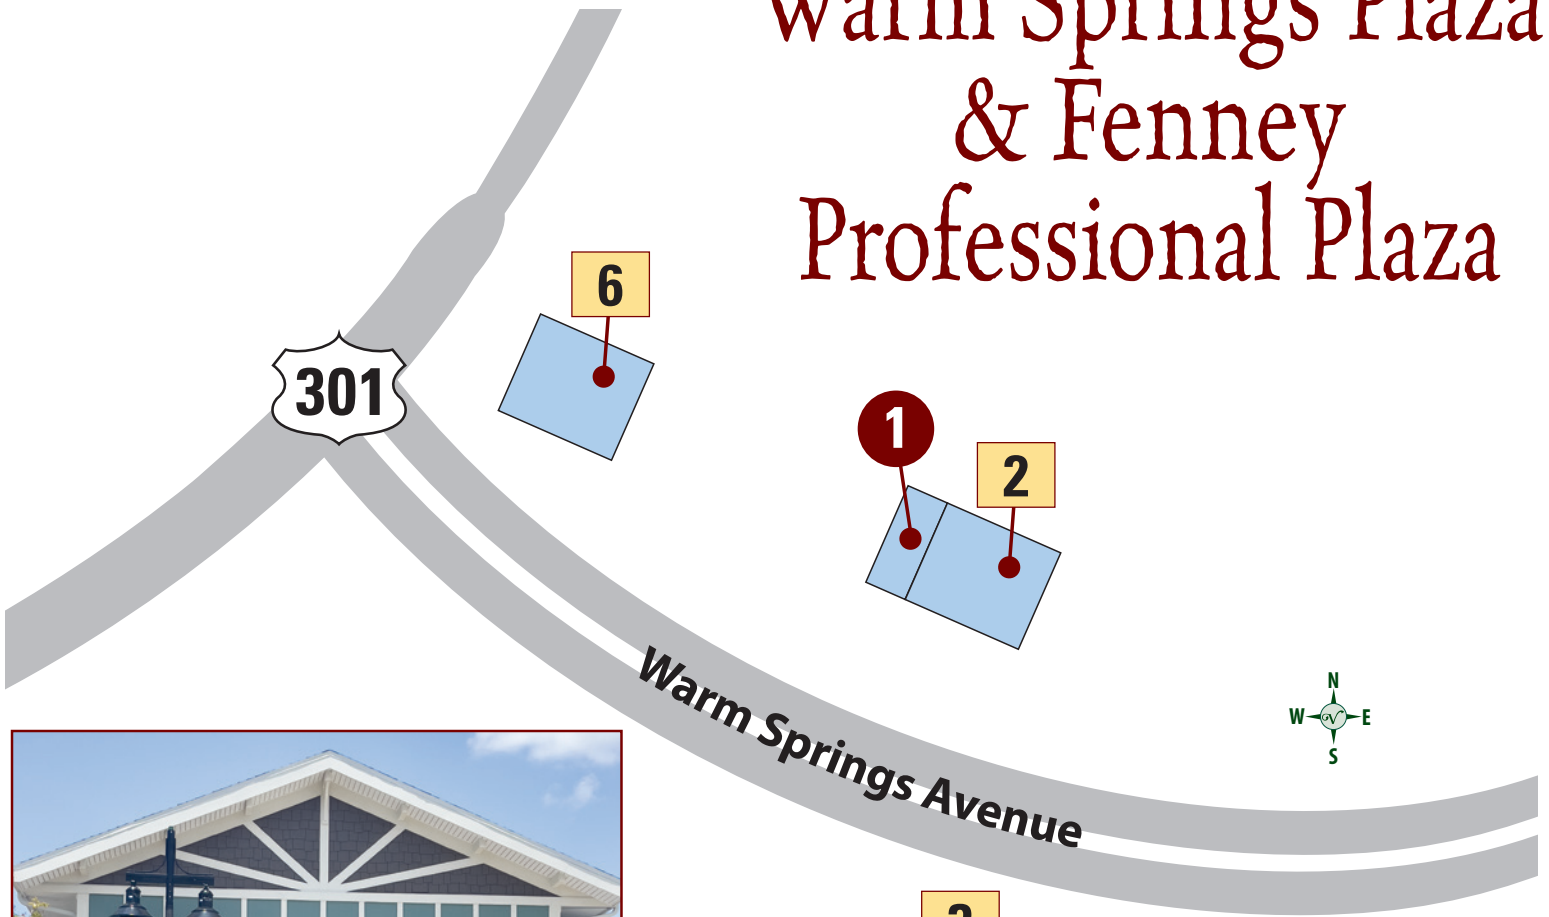 Warm Springs Plaza
& Fenney
Professional Plaza
6
301
1
2
N
W E
S
Warm Springs Avenue